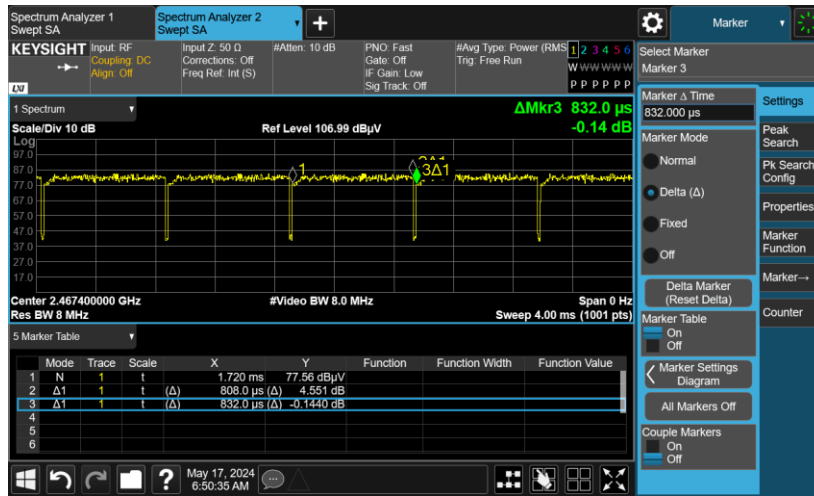 Spectrum Analyzer 1
Swept SA
Spectrum Analyzer 2
Swept SA
+
Marker
KEYSIGHT
Input: RF
Coupling: DC
Align: Off
Input Z: 50 Ω
Corrections: Off
Freq Ref: Int (S)
#Atten: 10 dB
PNO: Fast
Gate: Off
IF Gain: Low
Sig Track: Off
#Avg Type: Power (RMS
Trig: Free Run
1 2 3 4 5 6
W W W W W W
P P P P P P
LXI
Select Marker
Marker 3
1 Spectrum
ΔMkr3 832.0 µs
-0.14 dB
Scale/Div 10 dB
Ref Level 106.99 dBµV
Log
97.0
87.0
77.0
67.0
57.0
47.0
37.0
27.0
17.0
1
3Δ1
Center 2.467400000 GHz
#Video BW 8.0 MHz
Span 0 Hz
Res BW 8 MHz
Sweep 4.00 ms (1001 pts)
5 Marker Table
Mode Trace Scale X Y Function Function Width Function Value
1 N 1 t 1.720 ms 77.56 dBµV
2 Δ1 1 t (Δ) 808.0 µs (Δ) 4.551 dB
3 Δ1 1 t (Δ) 832.0 µs (Δ) -0.1440 dB
4
5
6
Marker Δ Time
832.000 µs
Marker Mode
Normal
Delta (Δ)
Fixed
Off
Delta Marker
(Reset Delta)
Marker Table
On
Off
Marker Settings
Diagram
All Markers Off
Couple Markers
On
Off
Settings
Peak
Search
Pk Search
Config
Properties
Marker
Function
Marker→
Counter
?
May 17, 2024
6:50:35 AM